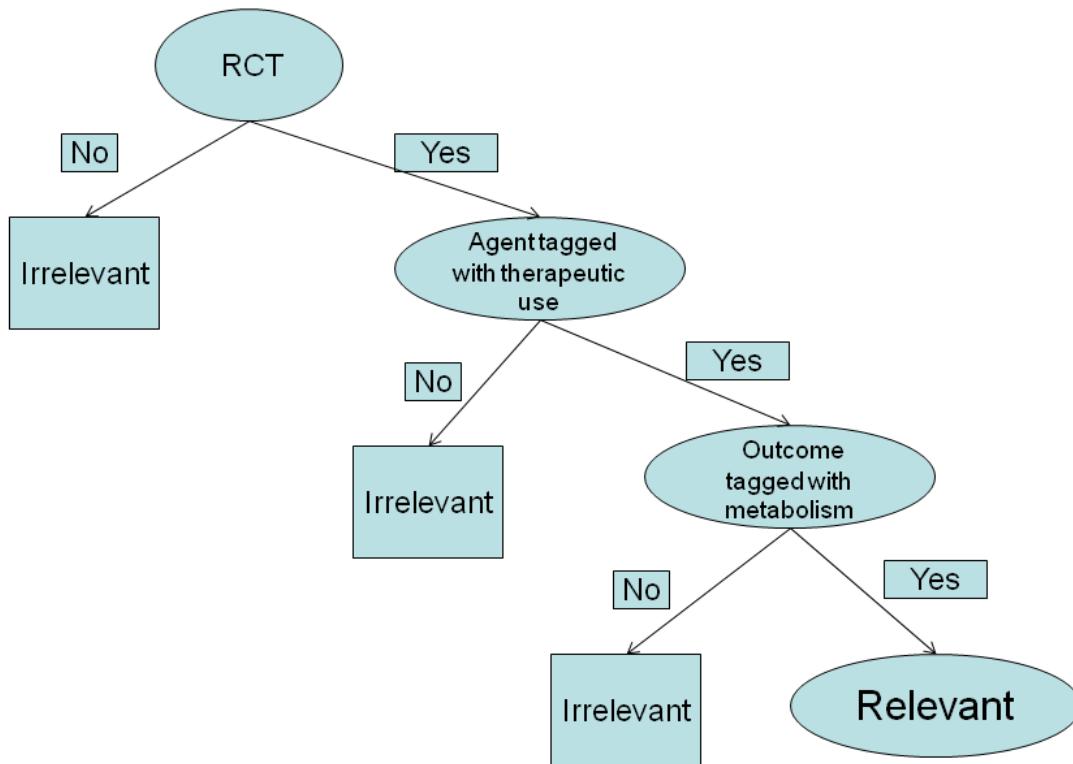 RCT
No
Yes
Irrelevant
Agent tagged
with therapeutic
use
No
Yes
Irrelevant
Outcome
tagged with
metabolism
No
Yes
Irrelevant
Relevant